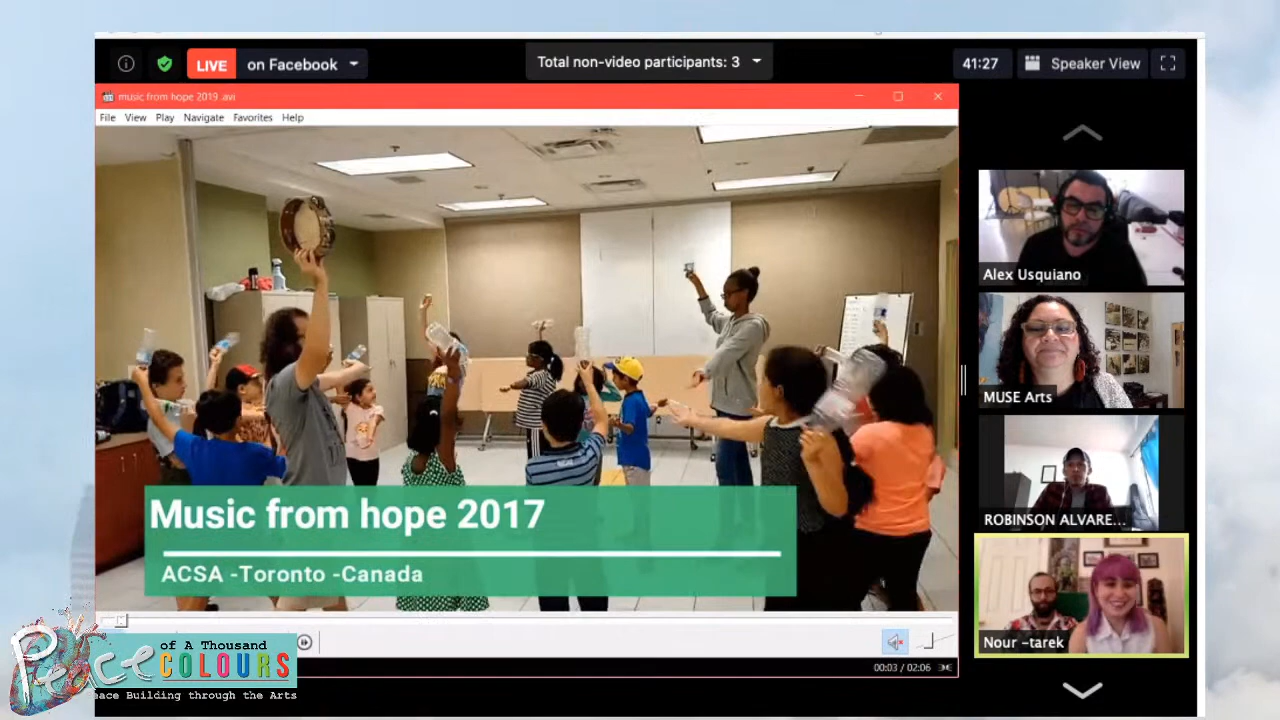 LIVE on Facebook
Total non-video participants: 3
41:27
Speaker View
music from hope 2019 .avi
File View Play Navigate Favorites Help
Alex Usquiano
MUSE Arts
ROBINSON ALVARE...
Nour -tarek
Music from hope 2017
ACSA -Toronto -Canada
00:03 / 02:06
Peace
of A Thousand
COLOURS
eace Building through the Arts